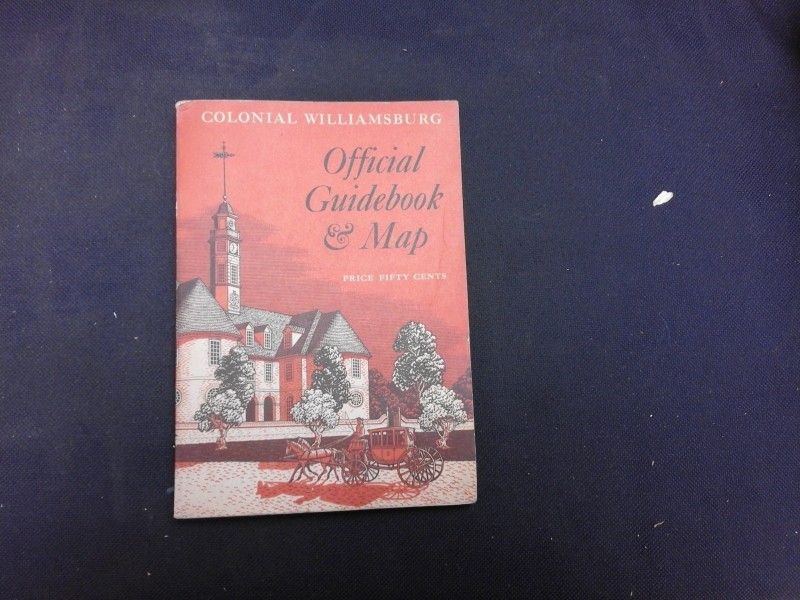 COLONIAL WILLIAMSBURG
Official
Guidebook
& Map
PRICE FIFTY CENTS